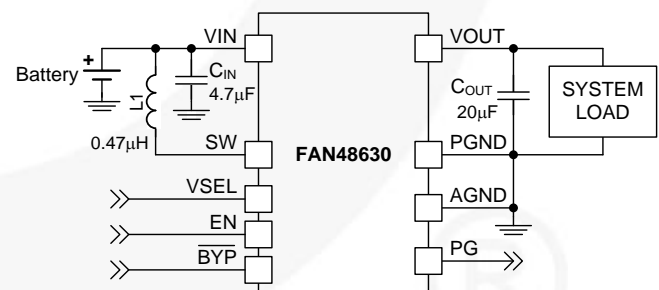 VIN
VOUT
+
Battery
L1
CIN
4.7µF
COUT
20µF
SYSTEM
LOAD
0.47µH
SW
FAN48630
PGND
VSEL
AGND
EN
BYP
PG
R